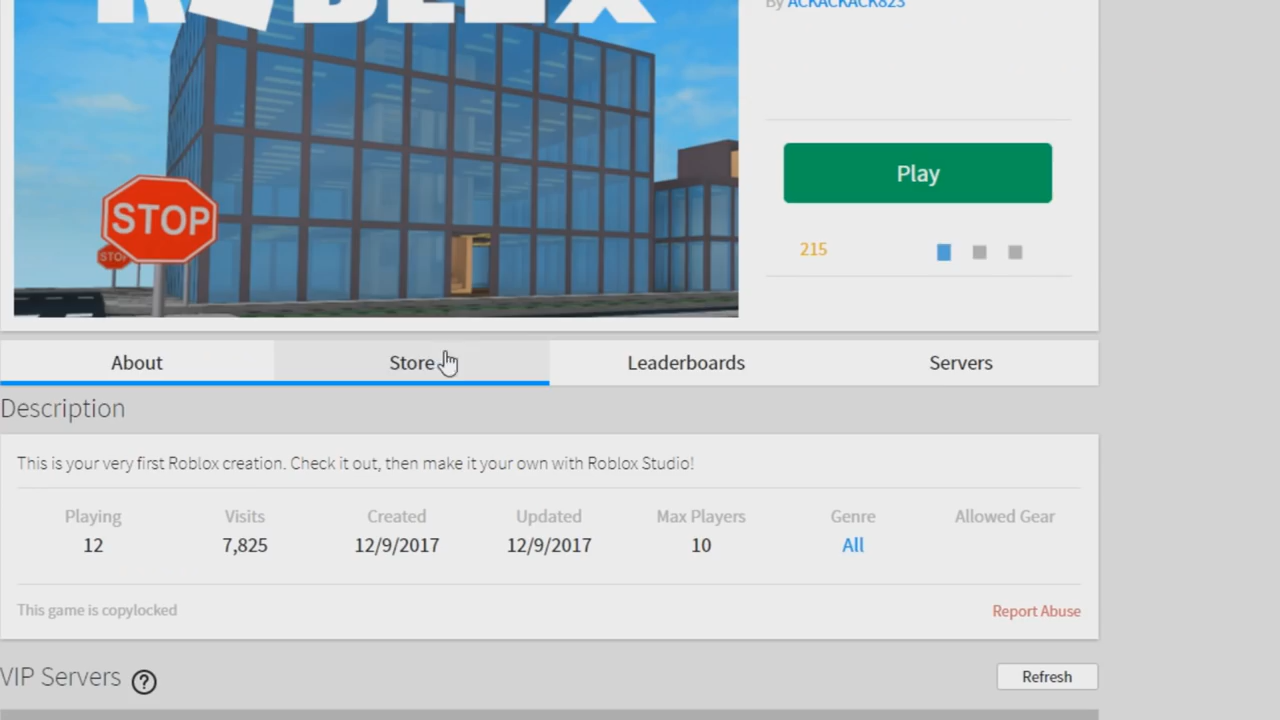 ROBLOX
By ACKACKACK823
Play
STOP
STOP
215
About
Store
Leaderboards
Servers
Description
This is your very first Roblox creation. Check it out, then make it your own with Roblox Studio!
Playing
Visits
Created
Updated
Max Players
Genre
Allowed Gear
12
7,825
12/9/2017
12/9/2017
10
All
This game is copylocked
Report Abuse
VIP Servers ?
Refresh